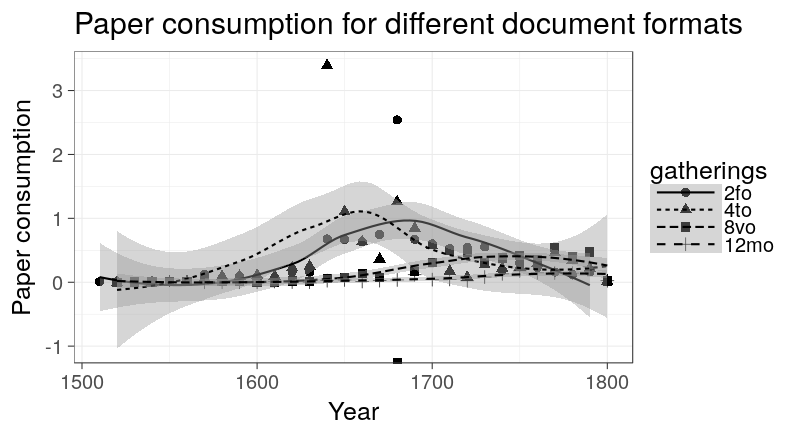 Paper consumption for different document formats
Paper consumption
3
2
1
0
-1
1500 1600 1700 1800
Year
gatherings
2fo
4to
8vo
12mo